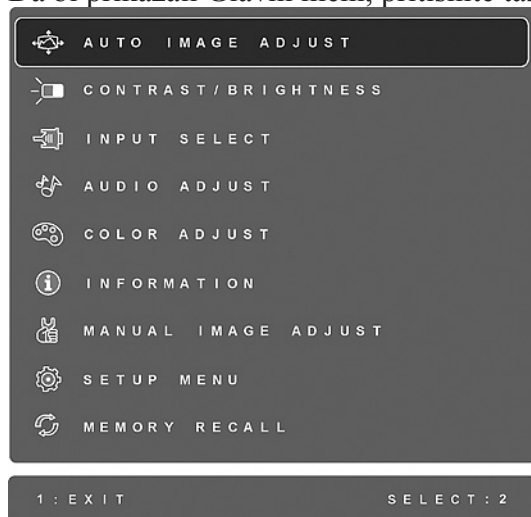 AUTO IMAGE ADJUST
CONTRAST/BRIGHTNESS
INPUT SELECT
AUDIO ADJUST
COLOR ADJUST
INFORMATION
MANUAL IMAGE ADJUST
SETUP MENU
MEMORY RECALL
1:EXIT SELECT:2